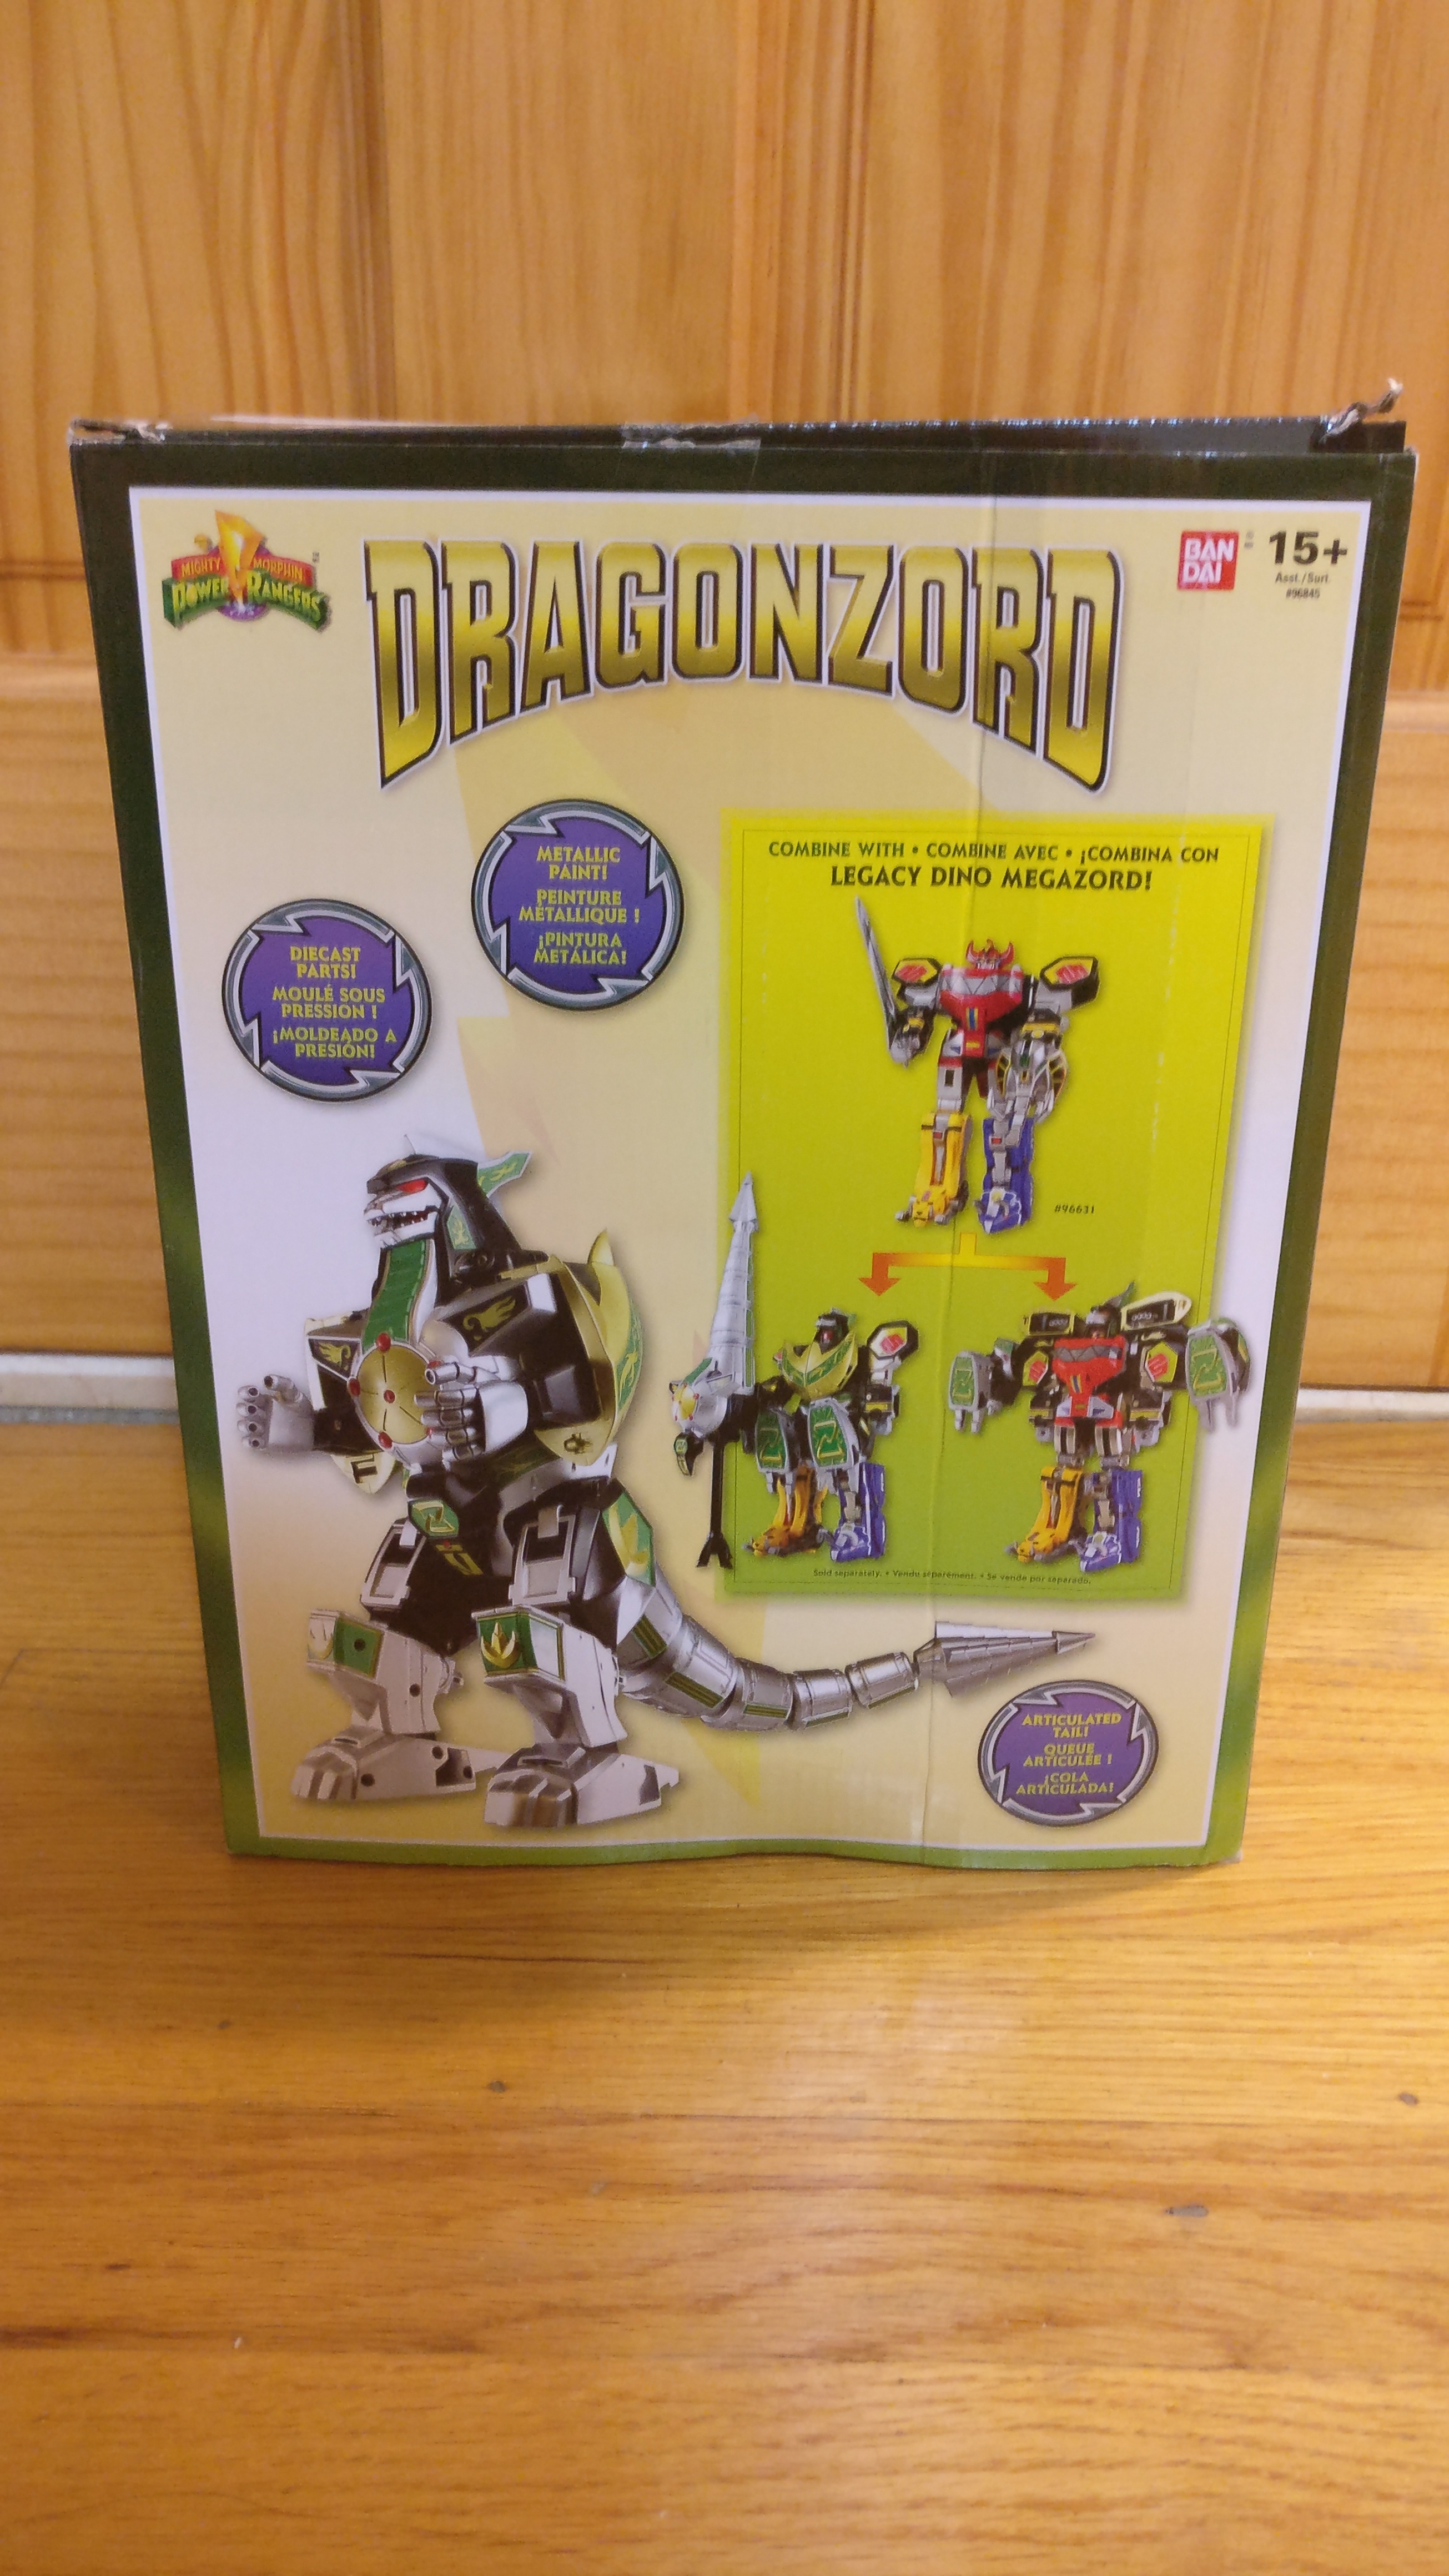 MIGHTY MORPHIN
POWER RANGERS
TM
DRAGONZORD
BAN
DAI
15+
Asst./Surt.
#96845
METALLIC
PAINT!
PEINTURE
MÉTALLIQUE !
¡PINTURA
METÁLICA!
DIECAST
PARTS!
MOULÉ SOUS
PRESSION !
¡MOLDEADO A
PRESIÓN!
COMBINE WITH • COMBINE AVEC • ¡COMBINA CON
LEGACY DINO MEGAZORD!
#96631
Sold separately. • Vendu séparément. • Se vende por separado.
ARTICULATED
TAIL!
QUEUE
ARTICULÉE !
¡COLA
ARTICULADA!